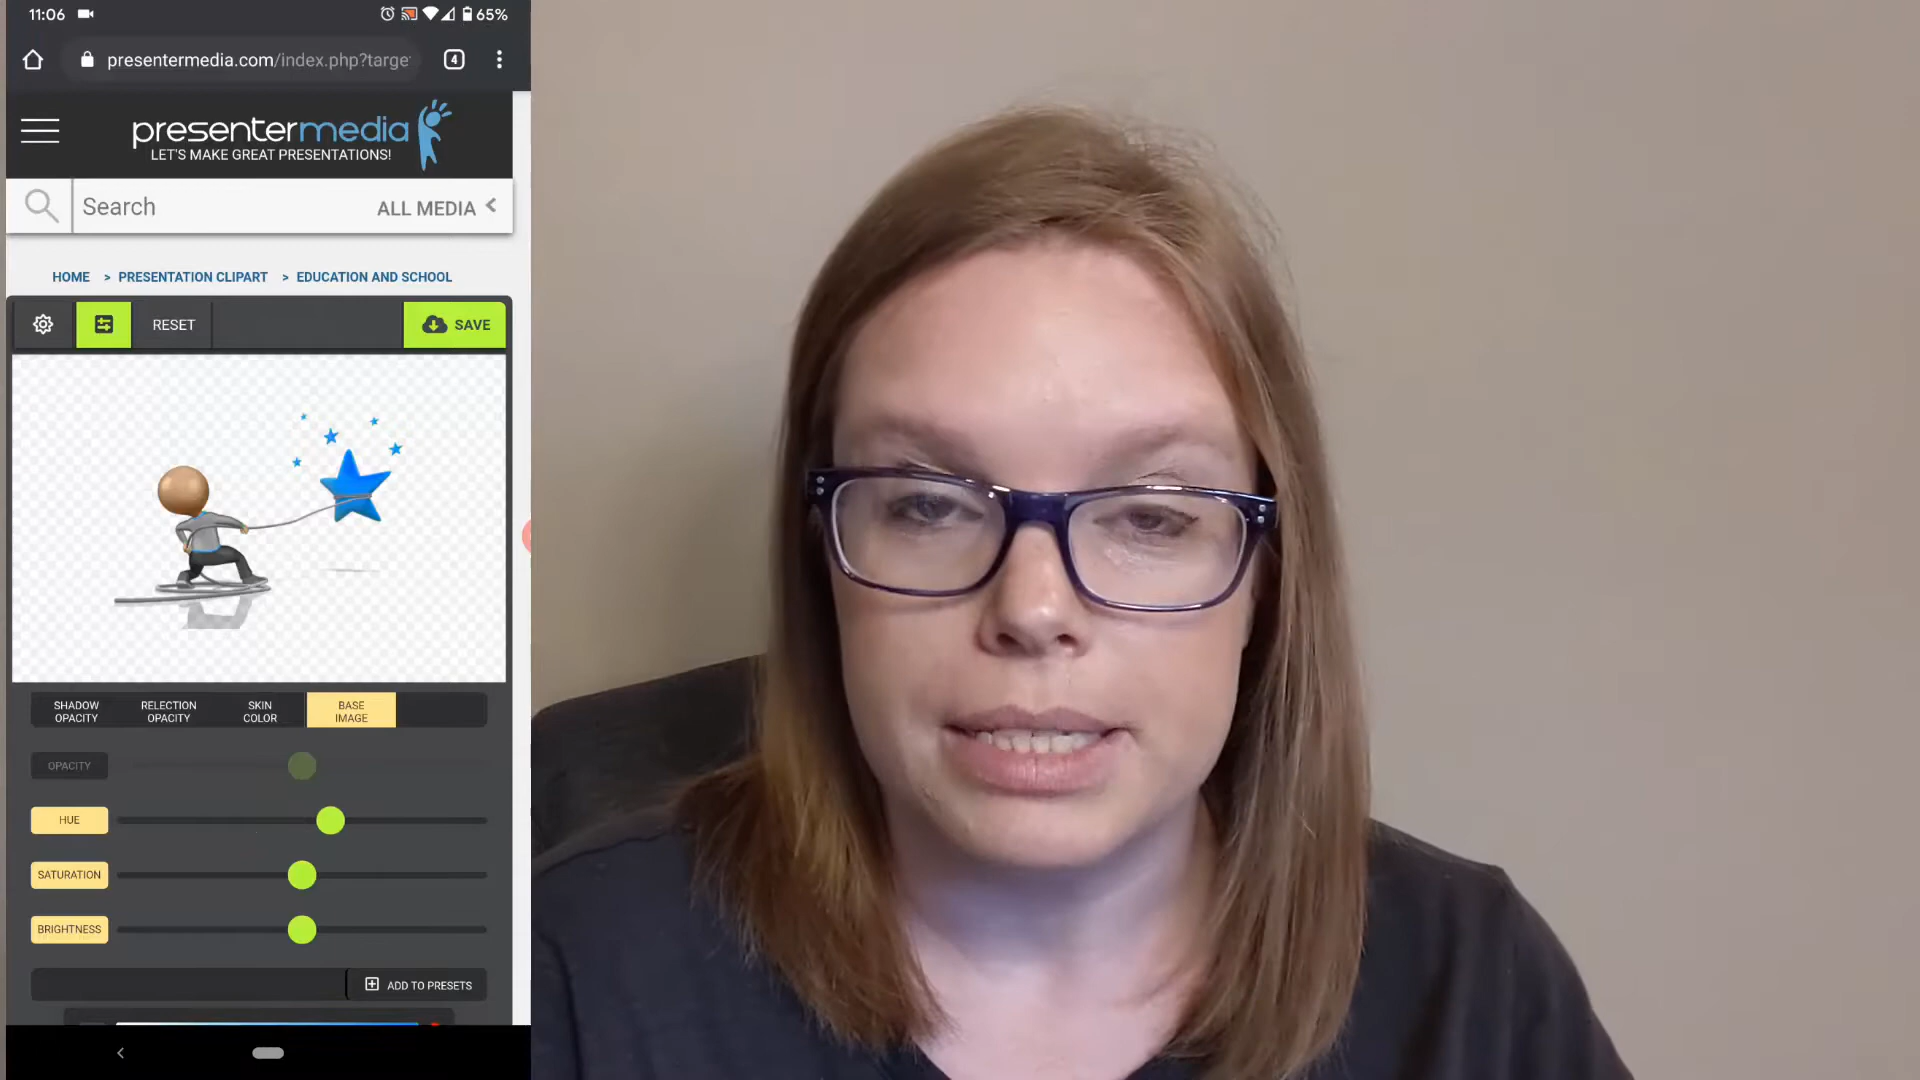 11:06
65%
presentermedia.com/index.php?targe
4
presentermedia
LET'S MAKE GREAT PRESENTATIONS!
Search
ALL MEDIA <
HOME > PRESENTATION CLIPART > EDUCATION AND SCHOOL
RESET
SAVE
SHADOW
OPACITY
RELECTION
OPACITY
SKIN
COLOR
BASE
IMAGE
OPACITY
HUE
SATURATION
BRIGHTNESS
ADD TO PRESETS